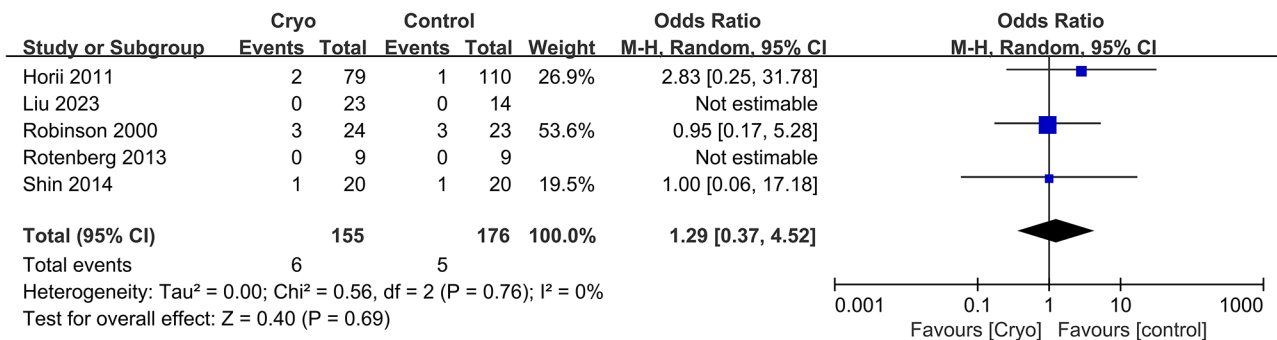 Cryo Control Odds Ratio Odds Ratio
Study or Subgroup Events Total Events Total Weight M-H, Random, 95% CI M-H, Random, 95% CI
Horii 2011 2 79 1 110 26.9% 2.83 [0.25, 31.78]
Liu 2023 0 23 0 14 Not estimable
Robinson 2000 3 24 3 23 53.6% 0.95 [0.17, 5.28]
Rotenberg 2013 0 9 0 9 Not estimable
Shin 2014 1 20 1 20 19.5% 1.00 [0.06, 17.18]
Total (95% CI) 155 176 100.0% 1.29 [0.37, 4.52]
Total events 6 5
Heterogeneity: Tau² = 0.00; Chi² = 0.56, df = 2 (P = 0.76); I² = 0%
Test for overall effect: Z = 0.40 (P = 0.69)
0.001 0.1 1 10 1000
Favours [Cryo] Favours [control]